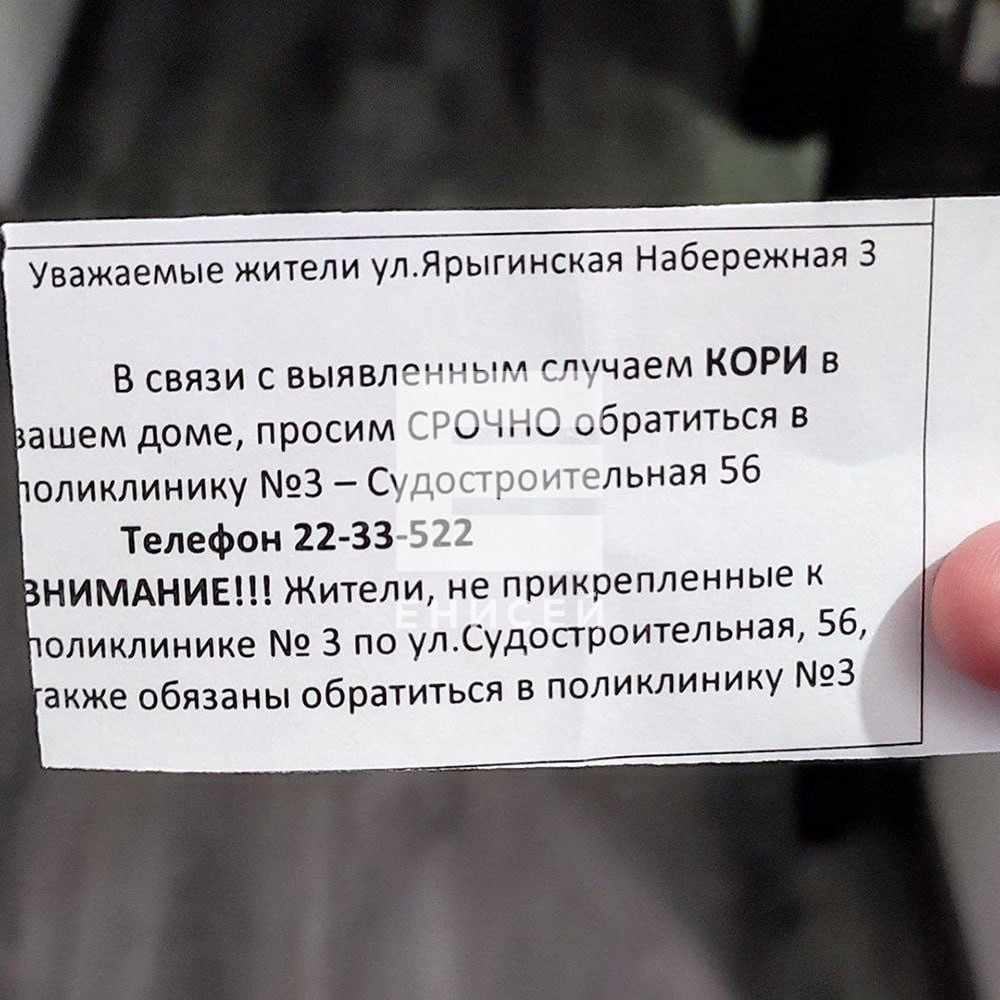 Уважаемые жители ул.Ярыгинская Набережная 3
В связи с выявленным случаем КОРИ в
вашем доме, просим СРОЧНО обратиться в
поликлинику №3 – Судостроительная 56
Телефон 22-33-522
ВНИМАНИЕ!!! Жители, не прикрепленные к
ЕНИСЕЙ
поликлинике № 3 по ул.Судостроительная, 56,
также обязаны обратиться в поликлинику №3